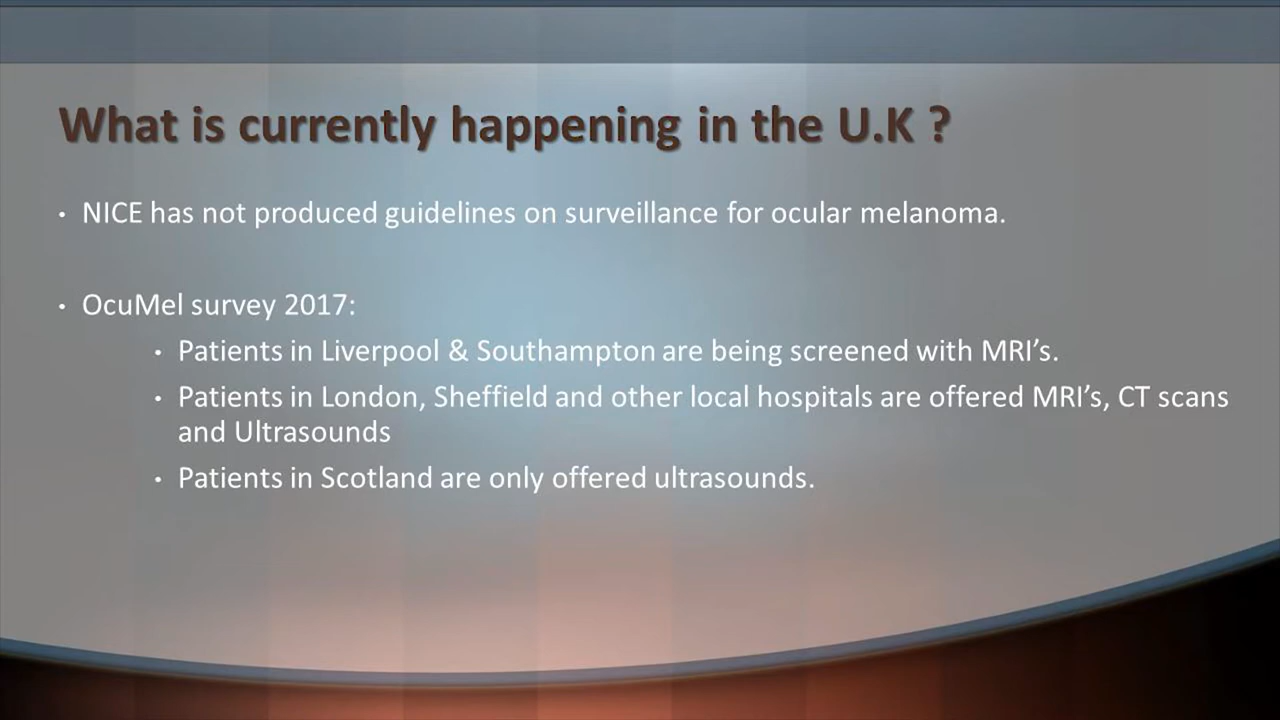 What is currently happening in the U.K ?
• NICE has not produced guidelines on surveillance for ocular melanoma.
• OcuMel survey 2017:
• Patients in Liverpool & Southampton are being screened with MRI’s.
• Patients in London, Sheffield and other local hospitals are offered MRI’s, CT scans
and Ultrasounds
• Patients in Scotland are only offered ultrasounds.